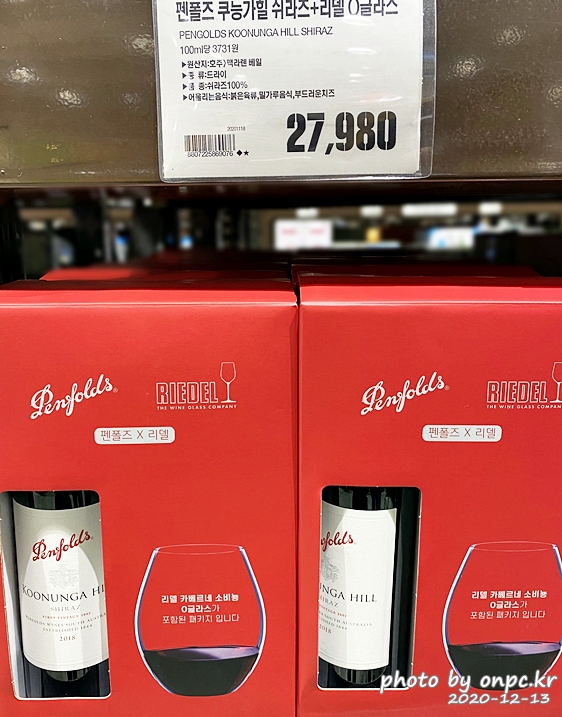 펜폴즈 쿠능가힐 쉬라즈+리델 O글라스
PENGOLDS KOONUNGA HILL SHIRAZ
100ml당 3731원
▶원산지:호주〉맥라렌 베일
▶종 류:드라이
▶품 종:쉬라즈100%
▶어울리는음식:붉은육류,밀가루음식,부드러운치즈
20201118
8807225869076 ◆★
27,980
Penfolds®
RIEDEL
THE WINE GLASS COMPANY
펜폴즈 X 리델
Penfolds
KOONUNGA HI
SHIRAZ
2018
리델 카베르네 소비뇽
O글라스가
포함된 패키지 입니다
Penfolds®
RIEDEL
THE WINE GLASS COMPANY
펜폴즈 X 리델
nfolds
NGA HILL
RAZ
2018
리델 카베르네 소비뇽
O글라스가
포함된 패키지 입니다
photo by onpc.kr
2020-12-13